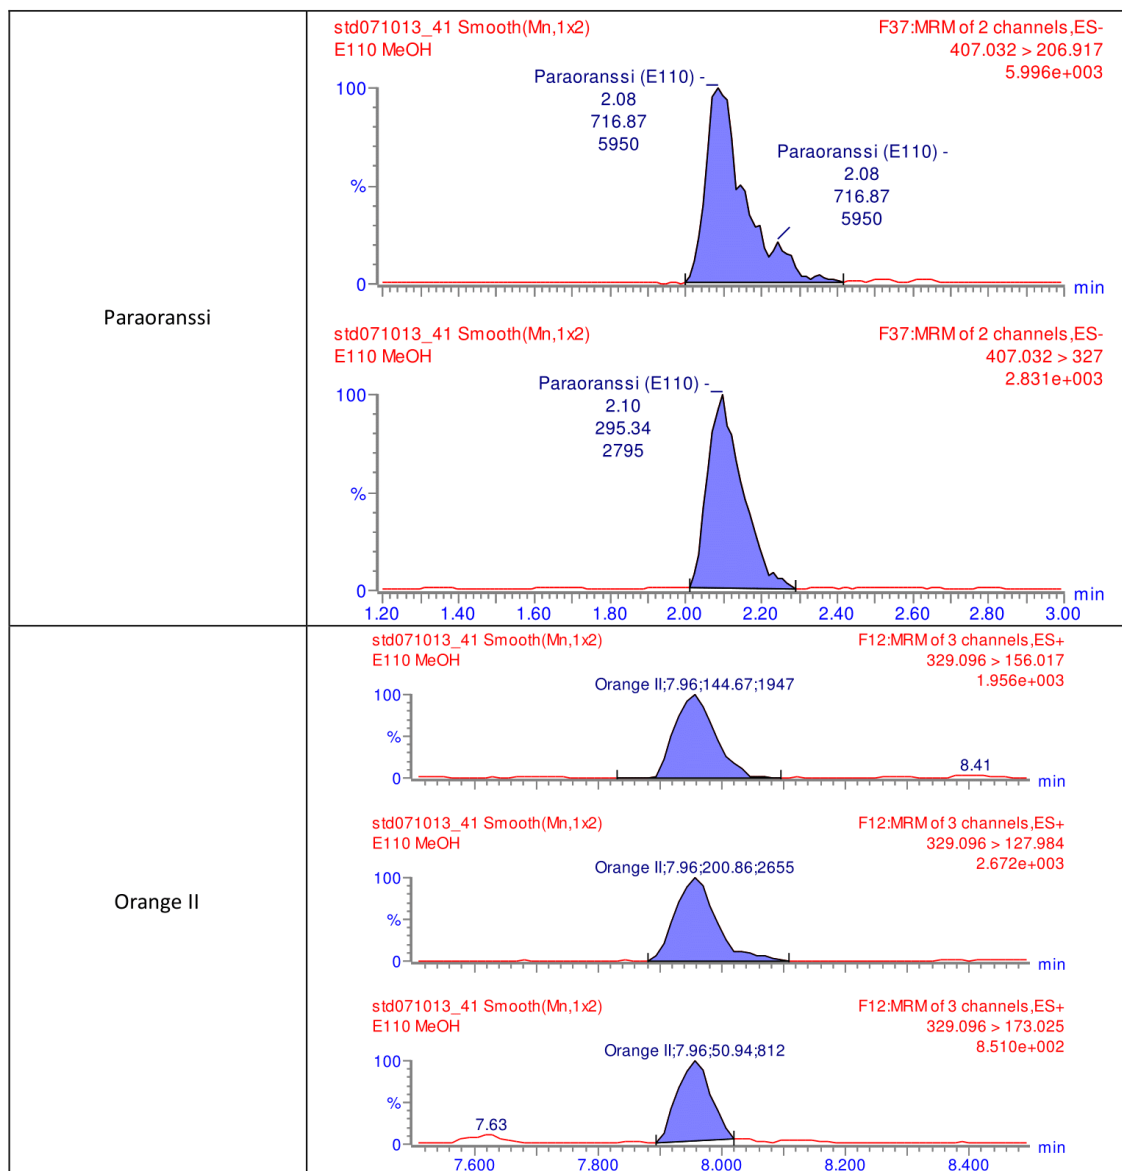 Paraoranssi
std071013_41 Smooth(Mn,1x2)
E110 MeOH
F37:MRM of 2 channels,ES-
407.032 > 206.917
5.996e+003
Paraoranssi (E110) -
2.08
716.87
5950
Paraoranssi (E110) -
2.08
716.87
5950
100
%
0
min
std071013_41 Smooth(Mn,1x2)
E110 MeOH
F37:MRM of 2 channels,ES-
407.032 > 327
2.831e+003
Paraoranssi (E110) -
2.10
295.34
2795
100
%
0
min
1.20 1.40 1.60 1.80 2.00 2.20 2.40 2.60 2.80 3.00
Orange II
std071013_41 Smooth(Mn,1x2)
E110 MeOH
F12:MRM of 3 channels,ES+
329.096 > 156.017
1.956e+003
Orange II;7.96;144.67;1947
100
%
0
8.41
min
std071013_41 Smooth(Mn,1x2)
E110 MeOH
F12:MRM of 3 channels,ES+
329.096 > 127.984
2.672e+003
Orange II;7.96;200.86;2655
100
%
0
min
std071013_41 Smooth(Mn,1x2)
E110 MeOH
F12:MRM of 3 channels,ES+
329.096 > 173.025
8.510e+002
Orange II;7.96;50.94;812
100
%
0
7.63
min
7.600 7.800 8.000 8.200 8.400